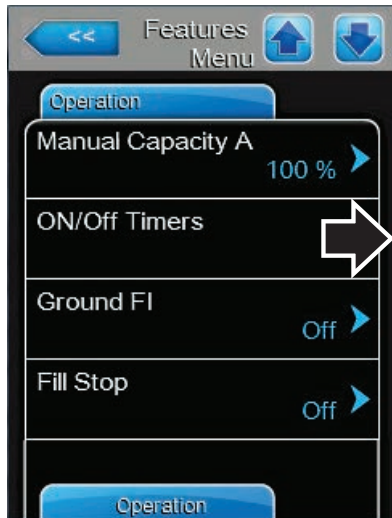 <<
Features
Menu
Operation
Manual Capacity A
100 %
ON/Off Timers
Ground FI
Off
Fill Stop
Off
Operation